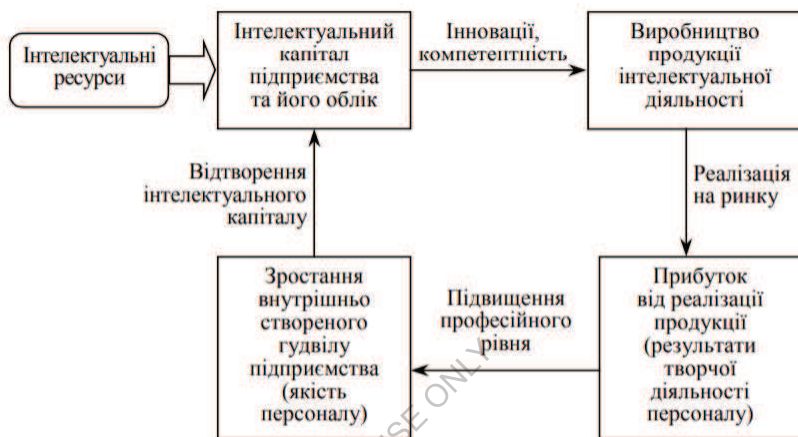 Інтелектуальні
ресурси
Інтелектуальний
капітал
підприємства
та його облік
Інновації,
компетентність
Виробництво
продукції
інтелектуальної
діяльності
Відтворення
інтелектуального
капіталу
Реалізація
на ринку
Зростання
внутрішньо
створеного
гудвілу
підприємства
(якість
персоналу)
Підвищення
професійного
рівня
Прибуток
від реалізації
продукції
(результати
творчої
діяльності
персоналу)
SE ONLY